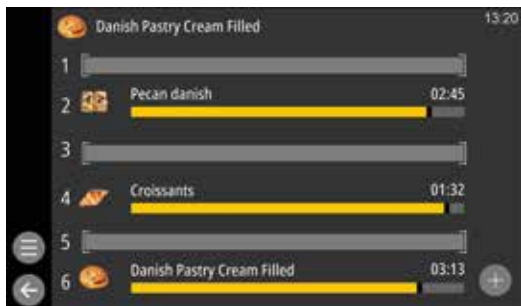 Danish Pastry Cream Filled 13:20
1
2 Pecan danish 02:45
3
4 Croissants 01:32
5
6 Danish Pastry Cream Filled 03:13